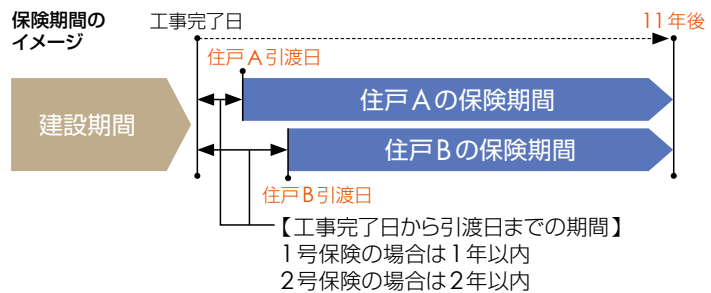 保険期間の
イメージ
工事完了日
11年後
住戸A引渡日
住戸Aの保険期間
建設期間
住戸Bの保険期間
住戸B引渡日
【工事完了日から引渡日までの期間】
1号保険の場合は1年以内
2号保険の場合は2年以内